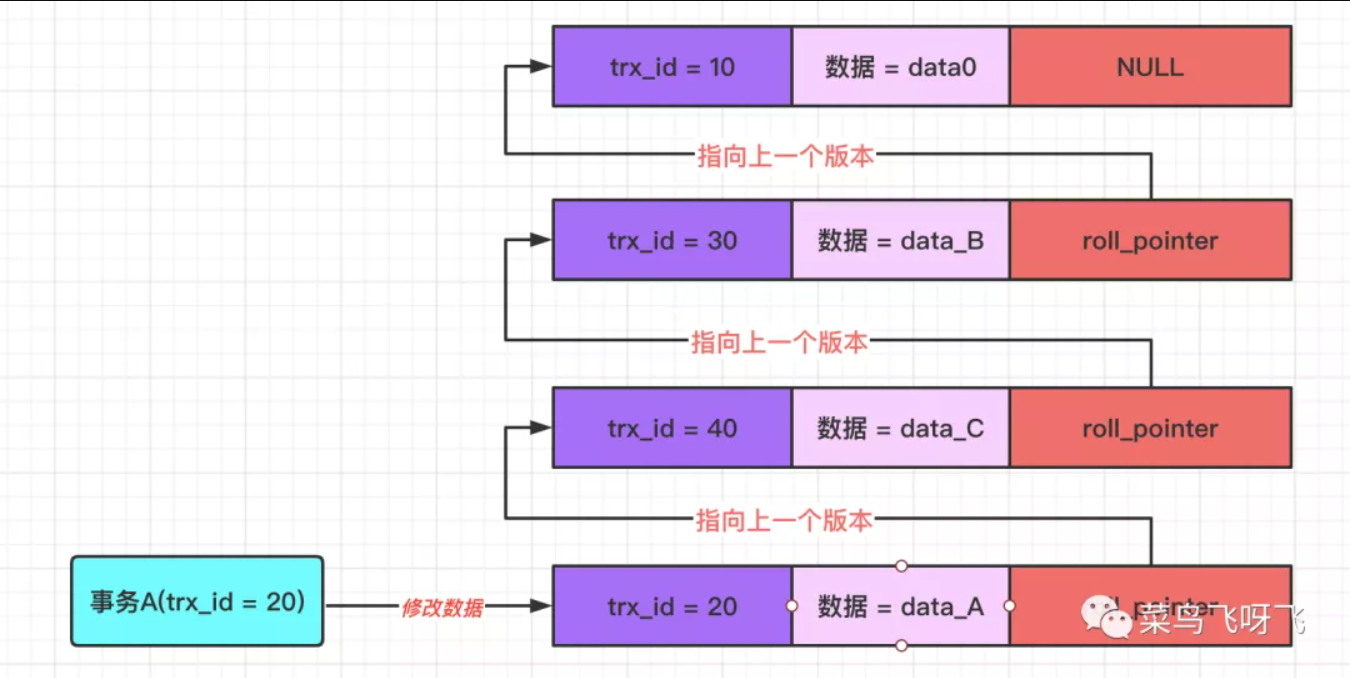 trx_id = 10 数据 = data0 NULL
指向上一个版本
trx_id = 30 数据 = data_B roll_pointer
指向上一个版本
trx_id = 40 数据 = data_C roll_pointer
指向上一个版本
事务A(trx_id = 20) 修改数据 trx_id = 20 数据 = data_A roll_pointer
菜鸟飞呀飞